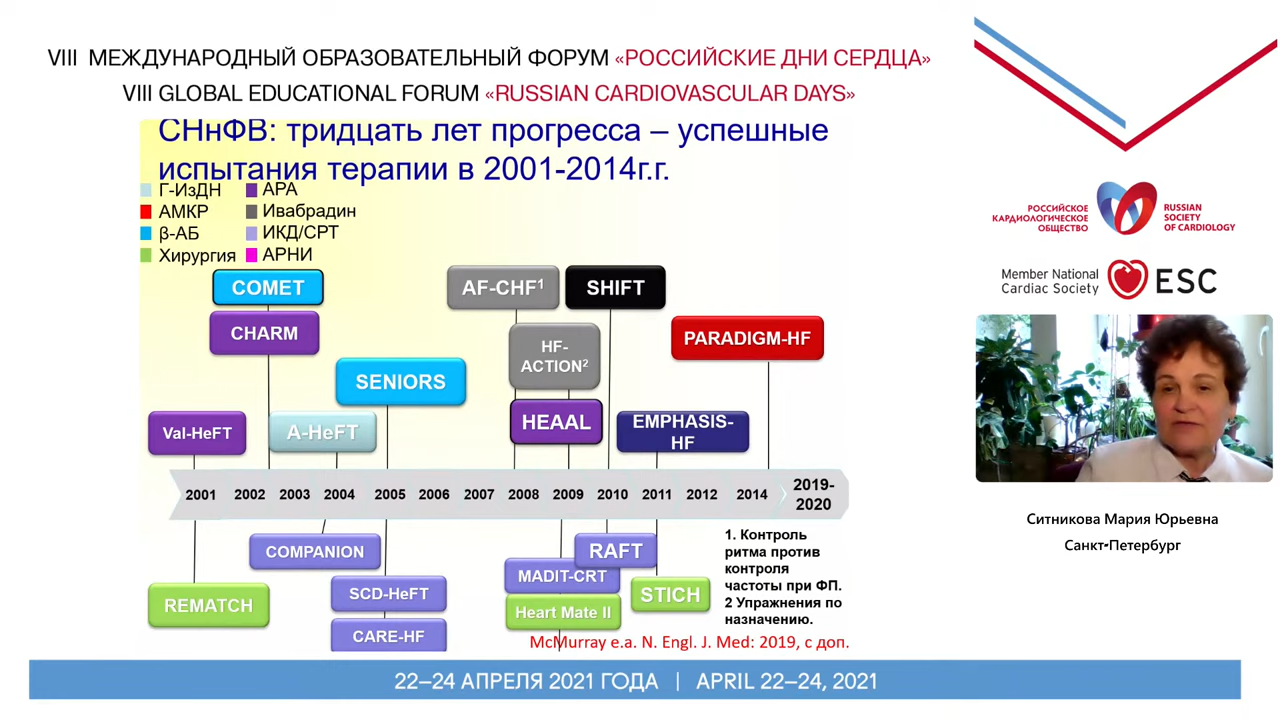 VIII МЕЖДУНАРОДНЫЙ ОБРАЗОВАТЕЛЬНЫЙ ФОРУМ «РОССИЙСКИЕ ДНИ СЕРДЦА»
VIII GLOBAL EDUCATIONAL FORUM «RUSSIAN CARDIOVASCULAR DAYS»
СНнФВ: тридцать лет прогресса – успешные
испытания терапии в 2001-2014г.г.
Г-ИзДН
АРА
АМКР
Ивабрадин
β-АБ
ИКД/СРТ
Хирургия
АРНИ
COMET
AF-CHF¹
SHIFT
CHARM
HF-
ACTION²
PARADIGM-HF
SENIORS
Val-HeFT
A-HeFT
HEAAL
EMPHASIS-
HF
2001 2002 2003 2004 2005 2006 2007 2008 2009 2010 2011 2012 2014 2019-
2020
COMPANION
RAFT
MADIT-CRT
SCD-HeFT
REMATCH
Heart Mate II
STICH
CARE-HF
1. Контроль
ритма против
контроля
частоты при ФП.
2 Упражнения по
назначению.
McMurray e.a. N. Engl. J. Med: 2019, с доп.
РОССИЙСКОЕ
КАРДИОЛОГИЧЕСКОЕ
ОБЩЕСТВО
RUSSIAN
SOCIETY
OF CARDIOLOGY
Member National
Cardiac Society
ESC
Ситникова Мария Юрьевна
Санкт-Петербург
22–24 АПРЕЛЯ 2021 ГОДА | APRIL 22–24, 2021